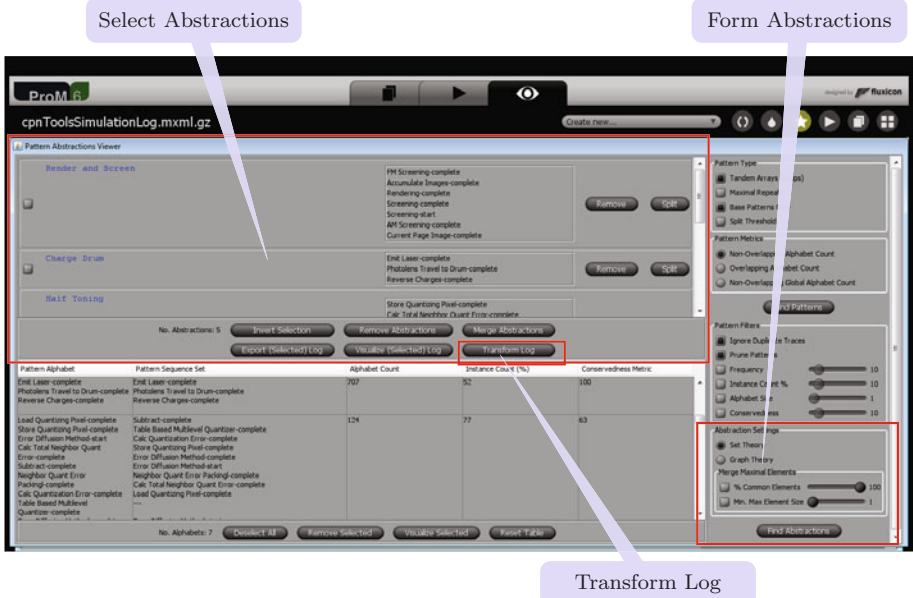 Select Abstractions
Form Abstractions
ProM 6
designed by fluxicon
cpnToolsSimulationLog.mxml.gz
Create new...
Pattern Abstractions Viewer
Render and Screen
FM Screening-complete
Accumulate Images-complete
Rendering-complete
Screening-complete
Screening-start
AM Screening-complete
Current Page Image-complete
Remove
Split
Charge Drum
Emit Laser-complete
Photolens Travel to Drum-complete
Reverse Charges-complete
Remove
Split
Half Toning
Store Quantizing Pixel-complete
Calc Total Neighbor Quant Error-complete
No. Abstractions: 5
Invert Selection
Remove Abstractions
Merge Abstractions
Export (Selected) Log
Visualize (Selected) Log
Transform Log
Pattern Type
Tandem Arrays
Maximal Repeat
Base Patterns
Split Threshold
Pattern Metrics
Non-Overlapping Alphabet Count
Overlapping Alphabet Count
Non-Overlapping Global Alphabet Count
Find Patterns
Pattern Filters
Ignore Duplicate Traces
Prune Patterns
Frequency 10
Instance Count % 10
Alphabet Size 1
Conservedness 10
Abstraction Settings
Set Theory
Graph Theory
Merge Maximal Elements
% Common Elements 100
Min. Max Element Size 1
Find Abstractions
Pattern Alphabet
Pattern Sequence Set
Alphabet Count
Instance Count (%)
Conservedness Metric
Emit Laser-complete
Photolens Travel to Drum-complete
Reverse Charges-complete
Emit Laser-complete
Photolens Travel to Drum-complete
Reverse Charges-complete
707
52
100
Load Quantizing Pixel-complete
Store Quantizing Pixel-complete
Error Diffusion Method-start
Calc Total Neighbor Quant
Error-complete
Subtract-complete
Neighbor Quant Error
Packing-complete
Calc Quantization Error-complete
Table Based Multilevel
Quantizer-complete
Subtract-complete
Table Based Multilevel Quantizer-complete
Calc Quantization Error-complete
Store Quantizing Pixel-complete
Error Diffusion Method-complete
Error Diffusion Method-start
Neighbor Quant Error Packing-complete
Calc Total Neighbor Quant Error-complete
Load Quantizing Pixel-complete
---
124
77
63
No. Alphabets: 7
Deselect All
Remove Selected
Visualize Selected
Reset Table
Transform Log